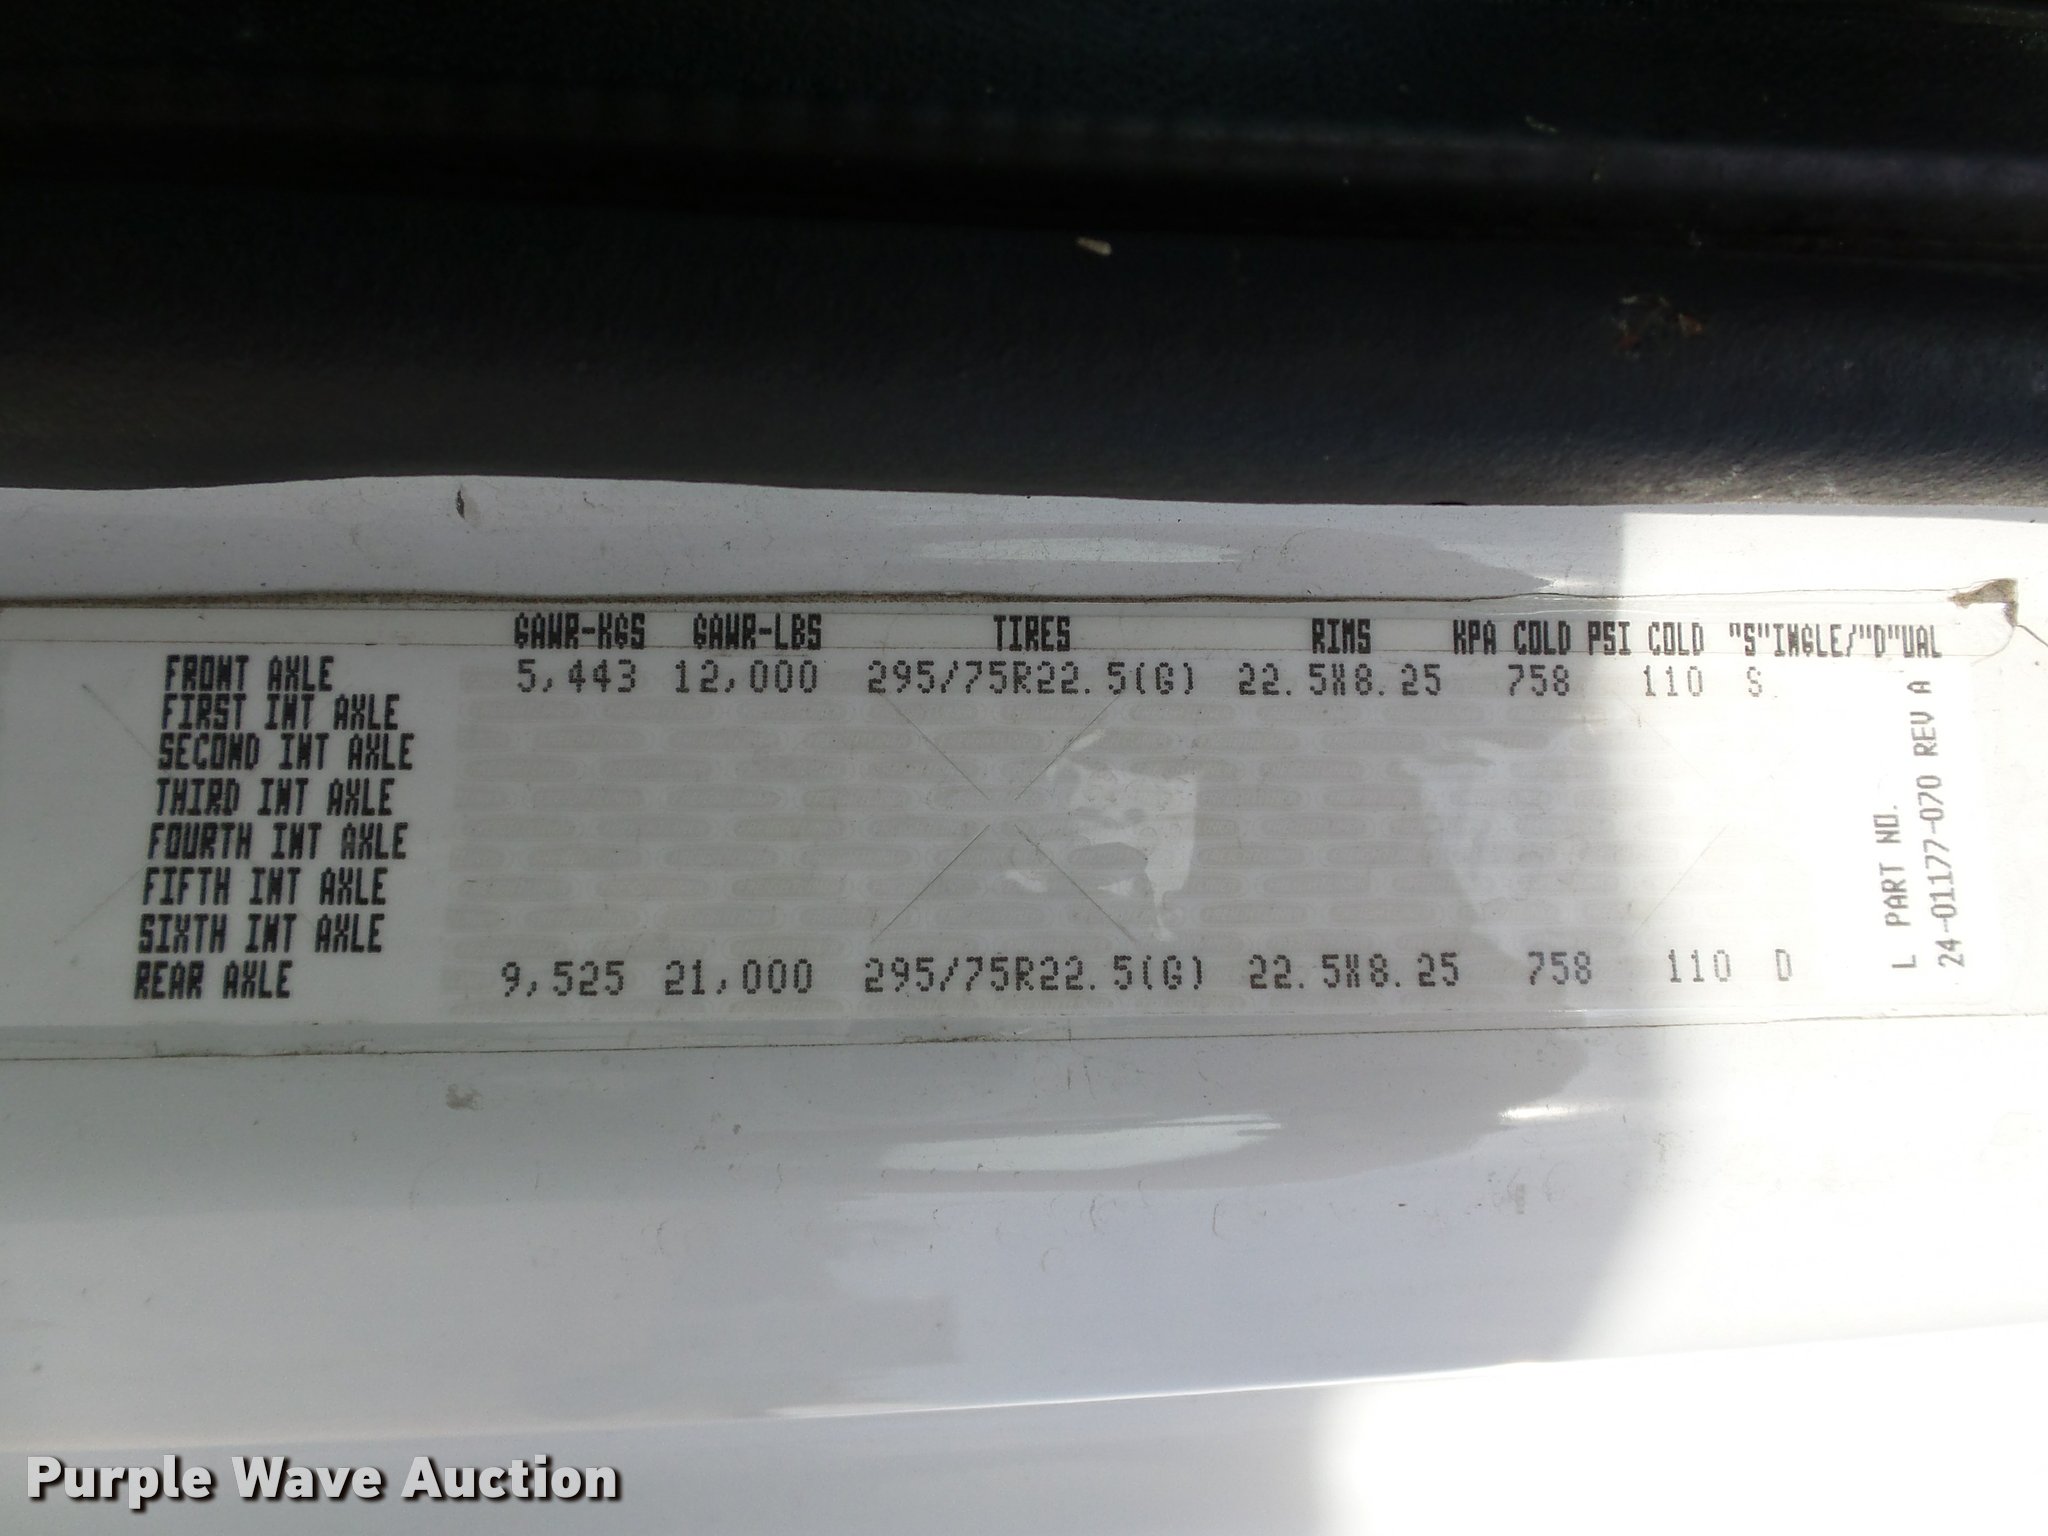 GAWR-KGS GAWR-LBS TIRES RIMS KPA COLD PSI COLD "S"INGLE/"D"UAL
FRONT AXLE 5,443 12,000 295/75R22.5(G) 22.5X8.25 758 110 S
FIRST INT AXLE
SECOND INT AXLE
THIRD INT AXLE
FOURTH INT AXLE
FIFTH INT AXLE
SIXTH INT AXLE
REAR AXLE 9,525 21,000 295/75R22.5(G) 22.5X8.25 758 110 D
L PART NO.
24-01177-070 REV A
Purple Wave Auction